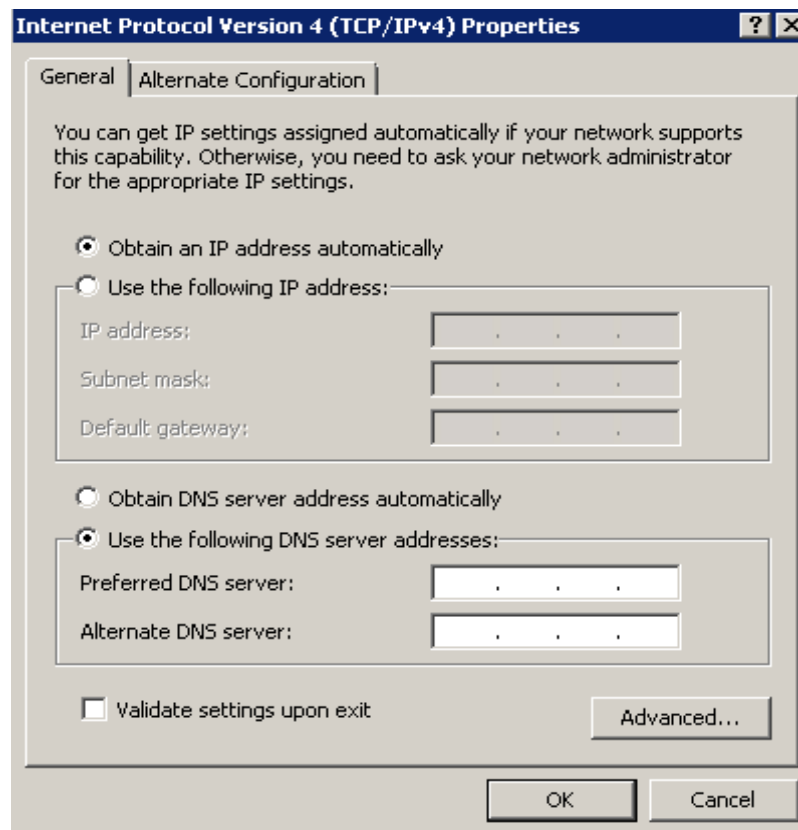 Internet Protocol Version 4 (TCP/IPv4) Properties
General
Alternate Configuration
You can get IP settings assigned automatically if your network supports
this capability. Otherwise, you need to ask your network administrator
for the appropriate IP settings.
Obtain an IP address automatically
Use the following IP address:
IP address:
Subnet mask:
Default gateway:
Obtain DNS server address automatically
Use the following DNS server addresses:
Preferred DNS server:
Alternate DNS server:
Validate settings upon exit
Advanced...
OK
Cancel